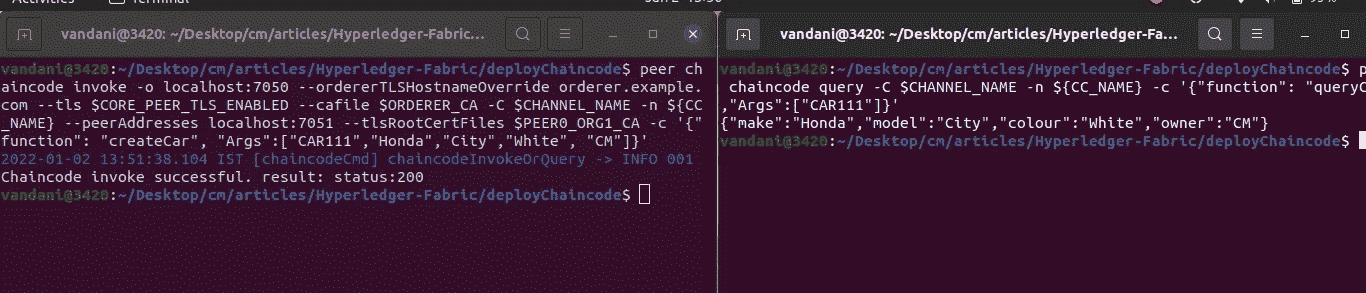 Terminal
vandani@3420: ~/Desktop/cm/articles/Hyperledger-Fabric...
vandani@3420:~/Desktop/cm/articles/Hyperledger-Fabric/deployChaincode$ peer ch
aincode invoke -o localhost:7050 --ordererTLSHostnameOverride orderer.example.
com --tls $CORE_PEER_TLS_ENABLED --cafile $ORDERER_CA -C $CHANNEL_NAME -n ${CC
_NAME} --peerAddresses localhost:7051 --tlsRootCertFiles $PEER0_ORG1_CA -c '{"
function": "createCar", "Args":["CAR111","Honda","City","White", "CM"]}'
2022-01-02 13:51:38.104 IST [chaincodeCmd] chaincodeInvokeOrQuery -> INFO 001
Chaincode invoke successful. result: status:200
vandani@3420:~/Desktop/cm/articles/Hyperledger-Fabric/deployChaincode$
vandani@3420: ~/Desktop/cm/articles/Hyperledger-Fa...
vandani@3420:~/Desktop/cm/articles/Hyperledger-Fabric/deployChaincode$ p
chaincode query -C $CHANNEL_NAME -n ${CC_NAME} -c '{"function": "queryC
,"Args":["CAR111"]}'
{"make":"Honda","model":"City","colour":"White","owner":"CM"}
vandani@3420:~/Desktop/cm/articles/Hyperledger-Fabric/deployChaincode$